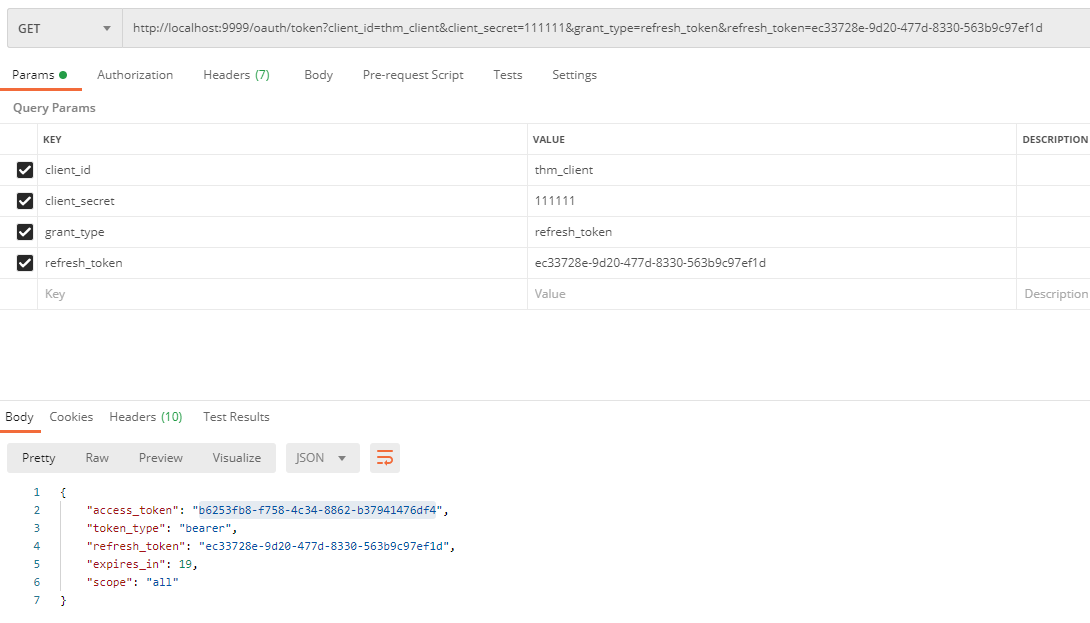 GET http://localhost:9999/oauth/token?client_id=thm_client&client_secret=111111&grant_type=refresh_token&refresh_token=ec33728e-9d20-477d-8330-563b9c97ef1d
Params Authorization Headers (7) Body Pre-request Script Tests Settings
Query Params
KEY VALUE DESCRIPTION
client_id thm_client
client_secret 111111
grant_type refresh_token
refresh_token ec33728e-9d20-477d-8330-563b9c97ef1d
Key Value Description
Body Cookies Headers (10) Test Results
Pretty Raw Preview Visualize JSON
1 {
2 "access_token": "b6253fb8-f758-4c34-8862-b37941476df4",
3 "token_type": "bearer",
4 "refresh_token": "ec33728e-9d20-477d-8330-563b9c97ef1d",
5 "expires_in": 19,
6 "scope": "all"
7 }